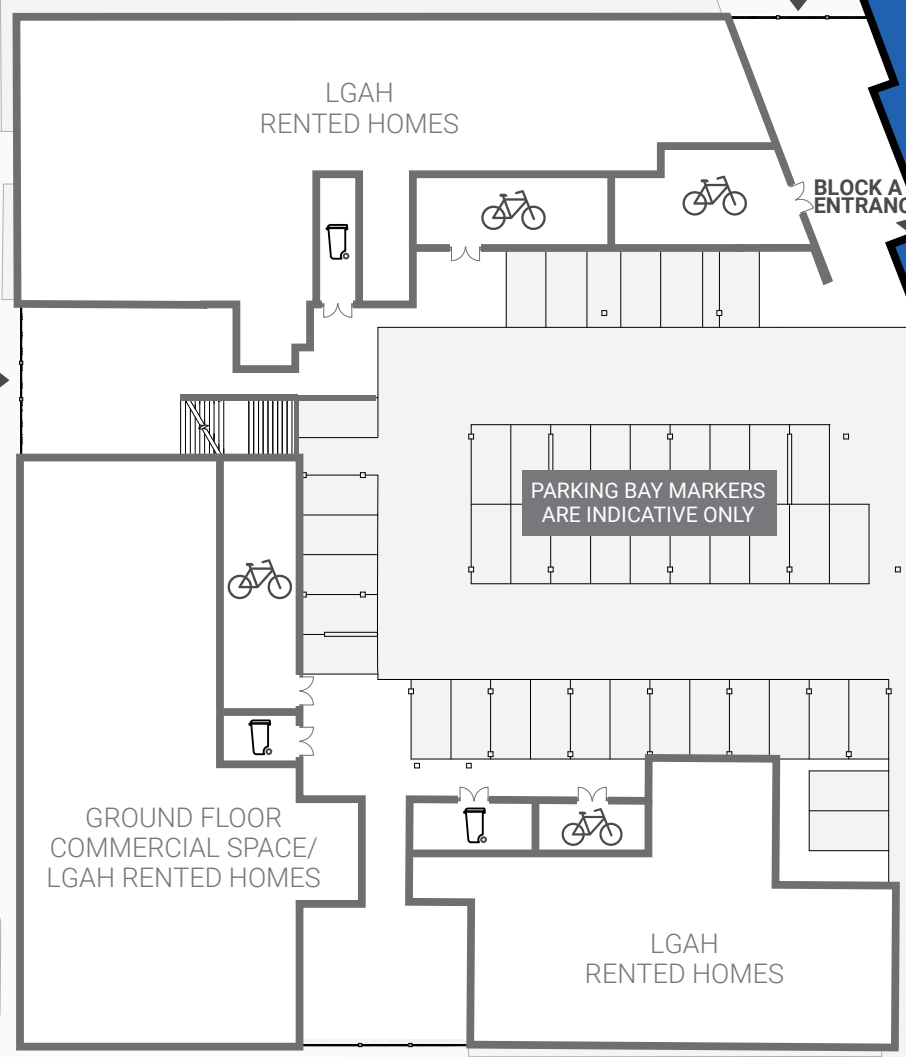 LGAH
RENTED HOMES
BLOCK A
PARKING BAY MARKERS
ARE INDICATIVE ONLY
GROUND FLOOR
COMMERCIAL SPACE/
LGAH RENTED HOMES
LGAH
RENTED HOMES